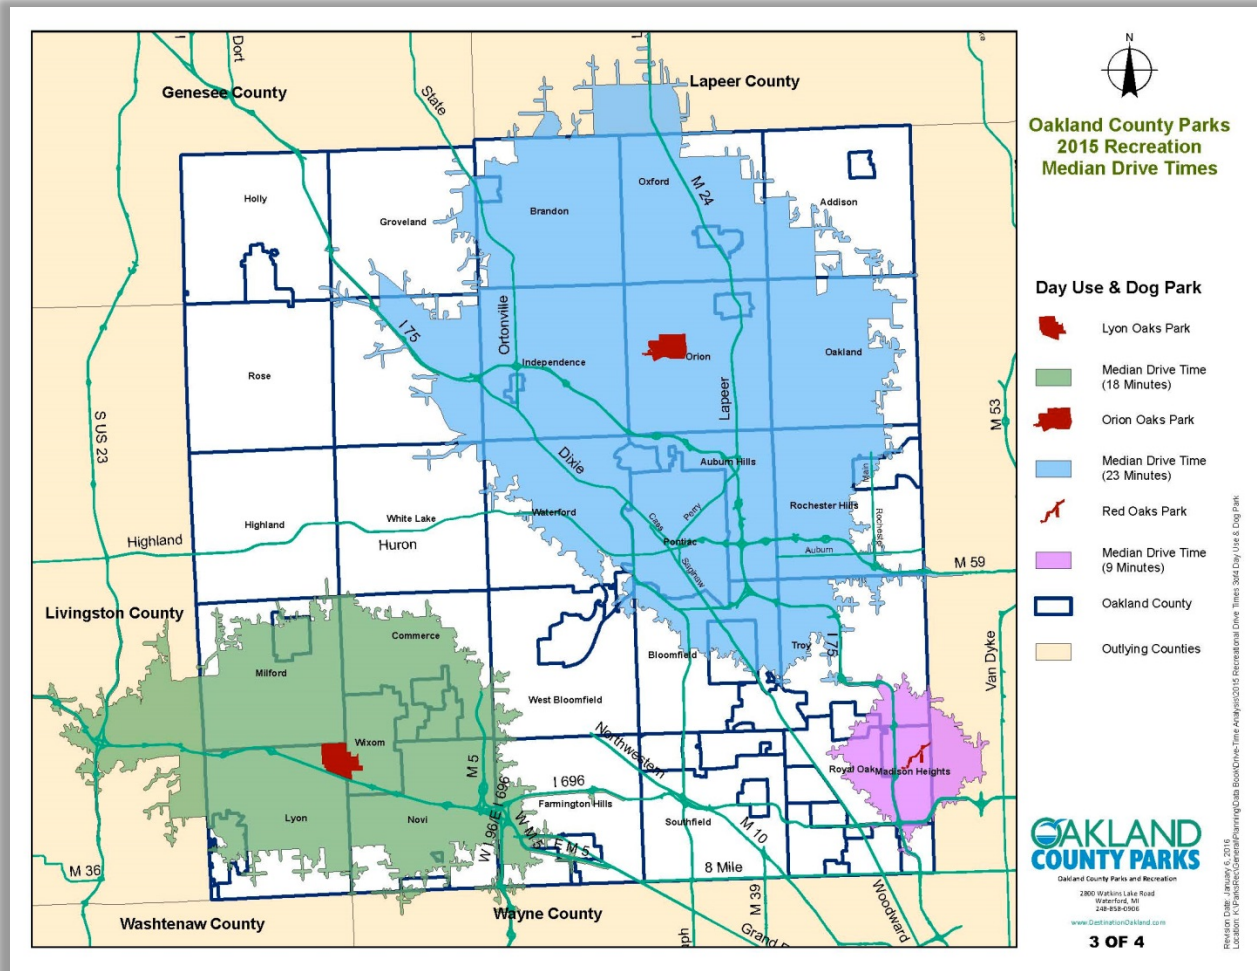 Genesee County
Lapeer County
Dort
State
Holly
Groveland
Brandon
Oxford
M 24
Addison
I 75
Ortonville
Independence
Orion
Oakland
Rose
Lapeer
S US 23
M 53
Dixie
Auburn Hills
Main
Highland
White Lake
Waterford
Cass
Perry
Rochester Hills
Rochester
Highland
Huron
Pontiac
Auburn
M 59
Saginaw
Livingston County
Commerce
Milford
Bloomfield
Troy
I 75
Van Dyke
West Bloomfield
Wixom
Northwestern
M 5
Royal Oak
Madison Heights
I 696
Farmington Hills
Lyon
Novi
W I 96/E I 696
W M 5
E M 5
Southfield
M 10
8 Mile
M 36
M 39
Woodward
Washtenaw County
Wayne County
N
Oakland County Parks
2015 Recreation
Median Drive Times
Day Use & Dog Park
Lyon Oaks Park
Median Drive Time
(18 Minutes)
Orion Oaks Park
Median Drive Time
(23 Minutes)
Red Oaks Park
Median Drive Time
(9 Minutes)
Oakland County
Outlying Counties
OAKLAND
COUNTY PARKS
Oakland County Parks and Recreation
2800 Watkins Lake Road
Waterford, MI
248-858-0906
www.DestinationOakland.com
3 OF 4
Revision Date: January 6, 2016